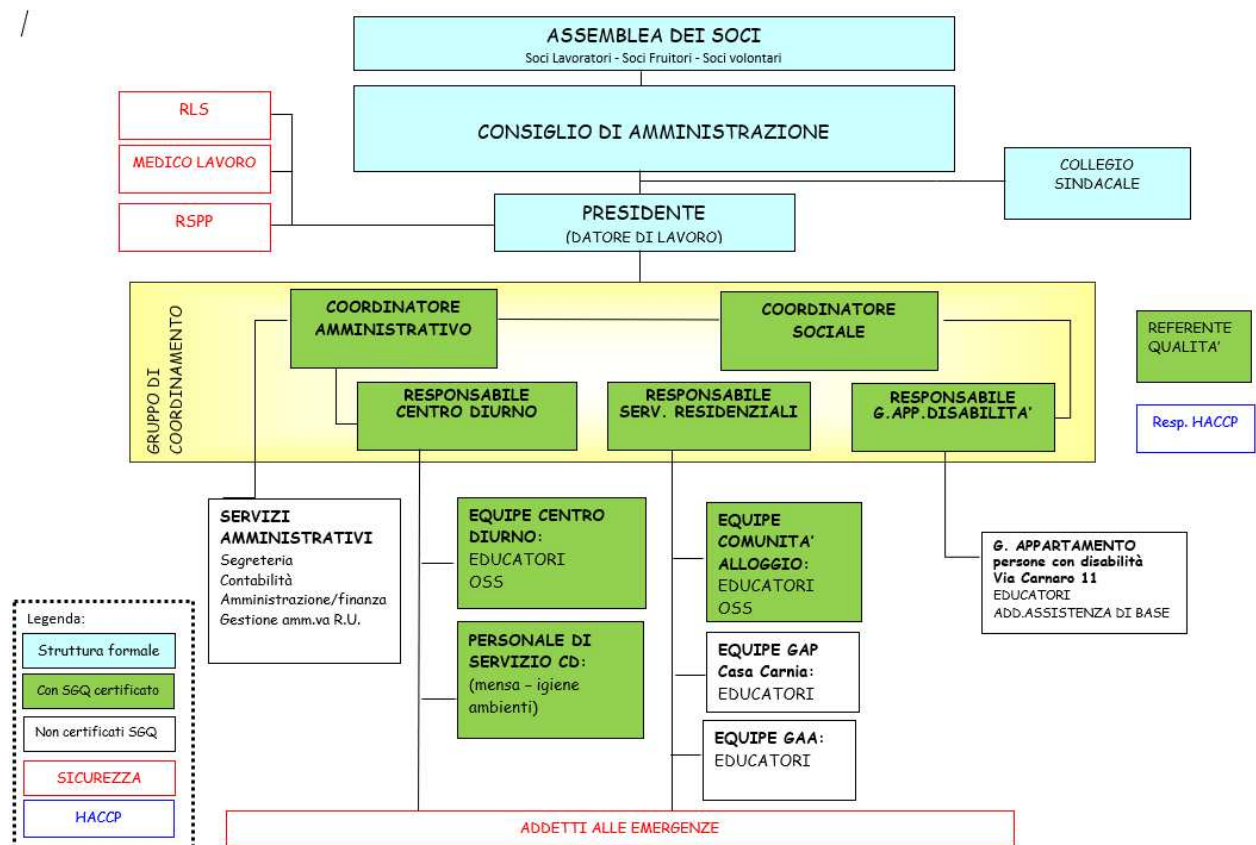 /
ASSEMBLEA DEI SOCI
Soci Lavoratori - Soci Fruitori - Soci volontari
CONSIGLIO DI AMMINISTRAZIONE
RLS
MEDICO LAVORO
RSPP
COLLEGIO
SINDACALE
PRESIDENTE
(DATORE DI LAVORO)
GRUPPO DI
COORDINAMENTO
COORDINATORE
AMMINISTRATIVO
COORDINATORE
SOCIALE
REFERENTE
QUALITA'
RESPONSABILE
CENTRO DIURNO
RESPONSABILE
SERV. RESIDENZIALI
RESPONSABILE
G.APP.DISABILITA'
Resp. HACCP
SERVIZI
AMMINISTRATIVI
Segreteria
Contabilità
Amministrazione/finanza
Gestione amm.va R.U.
EQUIPE CENTRO
DIURNO:
EDUCATORI
OSS
PERSONALE DI
SERVIZIO CD:
(mensa – igiene
ambienti)
EQUIPE
COMUNITA'
ALLOGGIO:
EDUCATORI
OSS
EQUIPE GAP
Casa Carnia:
EDUCATORI
EQUIPE GAA:
EDUCATORI
G. APPARTAMENTO
persone con disabilità
Via Carnaro 11
EDUCATORI
ADD.ASSISTENZA DI BASE
Legenda:
Struttura formale
Con SGQ certificato
Non certificati SGQ
SICUREZZA
HACCP
ADDETTI ALLE EMERGENZE